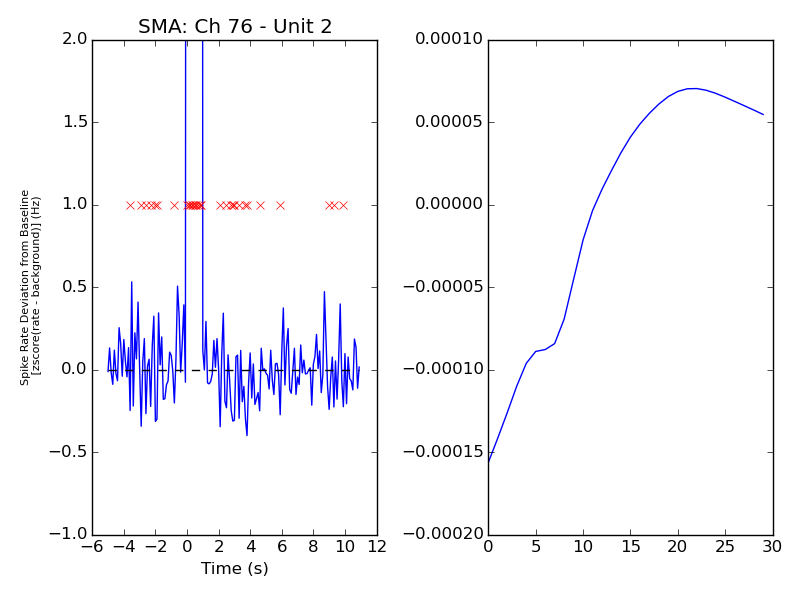 SMA: Ch 76 - Unit 2
2.0
1.5
1.0
0.5
0.0
−0.5
−1.0
−6 −4 −2 0 2 4 6 8 10 12
Time (s)
Spike Rate Deviation from Baseline
[zscore(rate - background)] (Hz)
0.00010
0.00005
0.00000
−0.00005
−0.00010
−0.00015
−0.00020
0 5 10 15 20 25 30